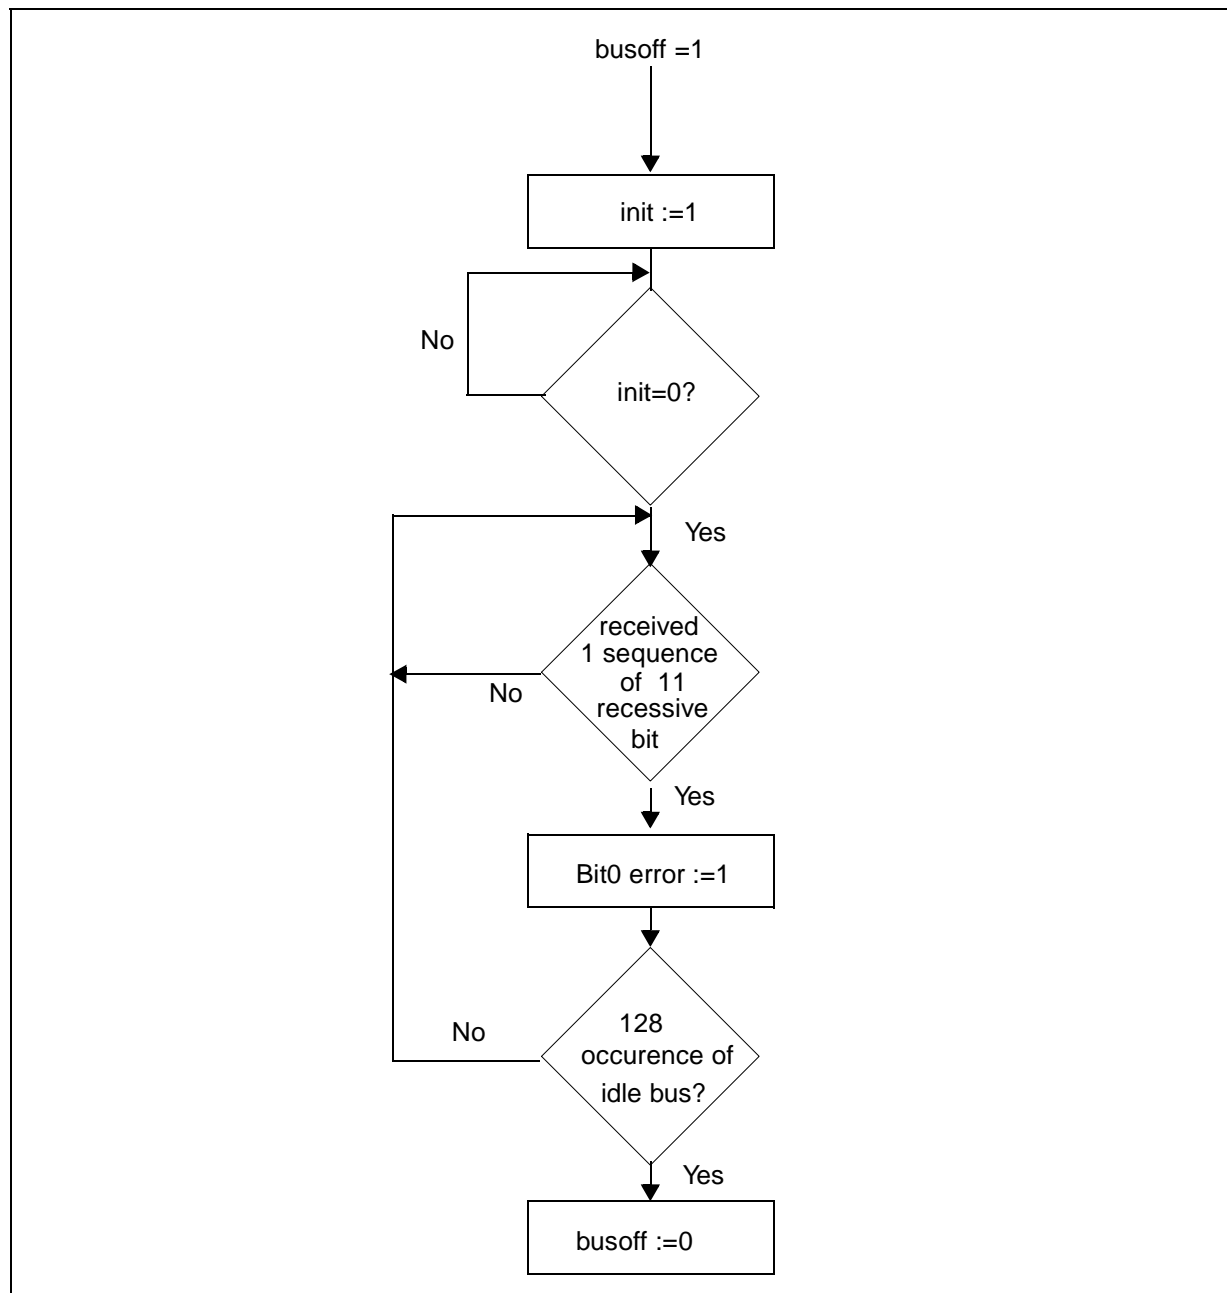 busoff =1
init :=1
No
init=0?
Yes
received
1 sequence
of 11
recessive
bit
No
Yes
Bit0 error :=1
No
128
occurence of
idle bus?
Yes
busoff :=0